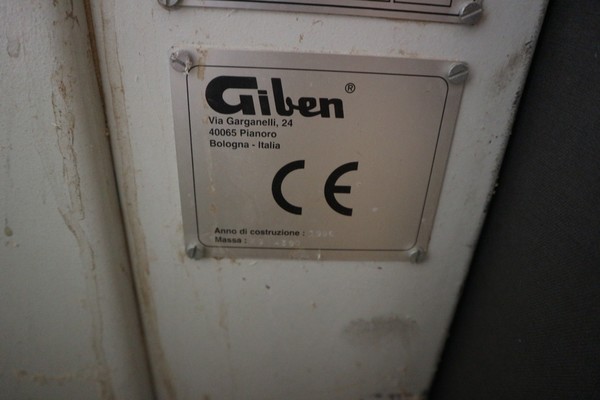 Giben ®
Via Garganelli, 24
40065 Pianoro
Bologna - Italia
CE
Anno di costruzione :
Massa :